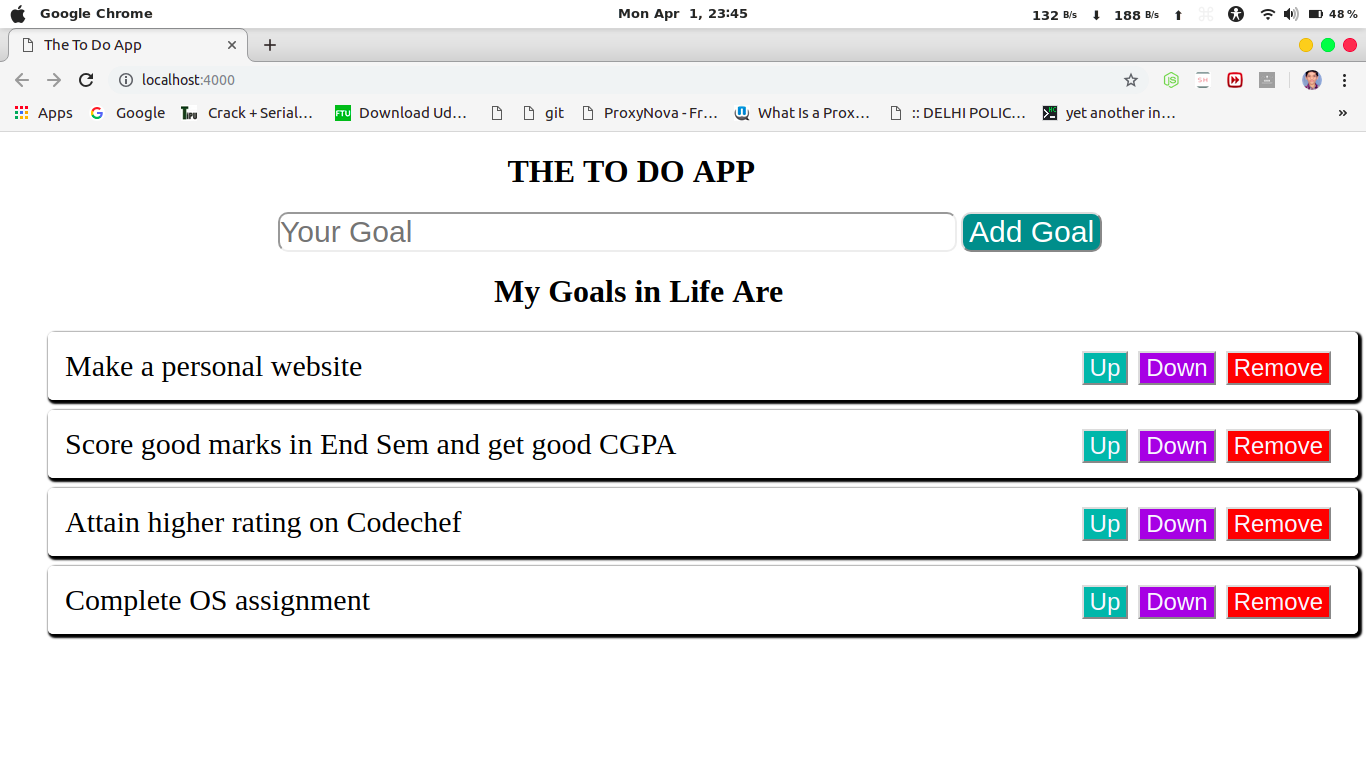 Google Chrome Mon Apr 1, 23:45 132 B/s 188 B/s 48 %
The To Do App
localhost:4000
Apps Google Crack + Serial… FTU Download Ud… git ProxyNova - Fr… What Is a Prox… :: DELHI POLIC… yet another in… »
THE TO DO APP
Your Goal Add Goal
My Goals in Life Are
Make a personal website Up Down Remove
Score good marks in End Sem and get good CGPA Up Down Remove
Attain higher rating on Codechef Up Down Remove
Complete OS assignment Up Down Remove